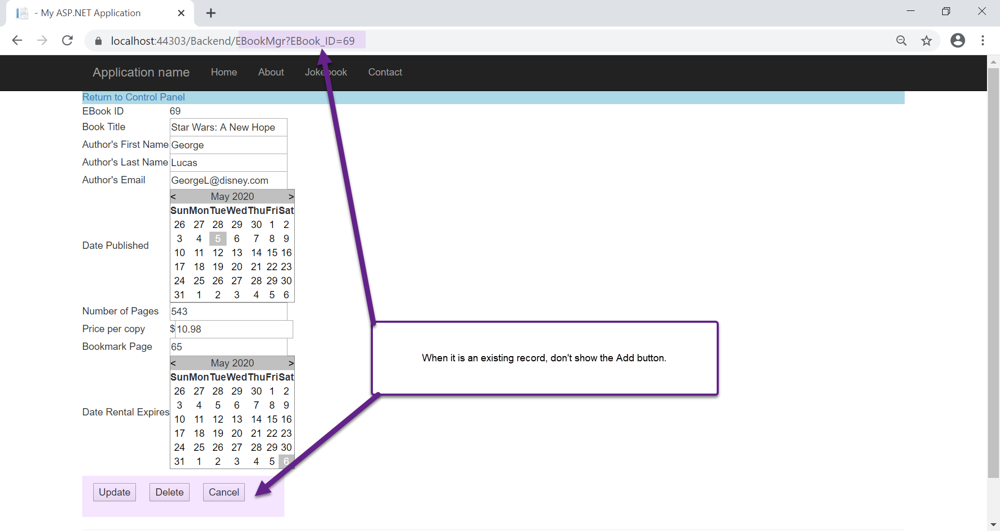 - My ASP.NET Application
localhost:44303/Backend/EBookMgr?EBook_ID=69
Application name Home About Jokebook Contact
Return to Control Panel
EBook ID 69
Book Title Star Wars: A New Hope
Author's First Name George
Author's Last Name Lucas
Author's Email GeorgeL@disney.com
< May 2020 >
Sun Mon Tue Wed Thu Fri Sat
26 27 28 29 30 1 2
3 4 5 6 7 8 9
Date Published
10 11 12 13 14 15 16
17 18 19 20 21 22 23
24 25 26 27 28 29 30
31 1 2 3 4 5 6
Number of Pages 543
Price per copy $ 10.98
Bookmark Page 65
When it is an existing record, don't show the Add button.
< May 2020 >
Sun Mon Tue Wed Thu Fri Sat
26 27 28 29 30 1 2
3 4 5 6 7 8 9
Date Rental Expires
10 11 12 13 14 15 16
17 18 19 20 21 22 23
24 25 26 27 28 29 30
31 1 2 3 4 5 6
Update Delete Cancel